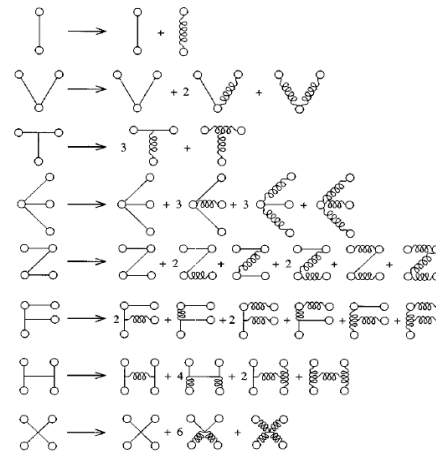 → +
→ + 2 +
→ 3 +
→ + 3 + 3 +
→ + 2 + + 2 + +
→ 2 + + 2 + + +
→ + 4 + 2 +
→ + 6 +